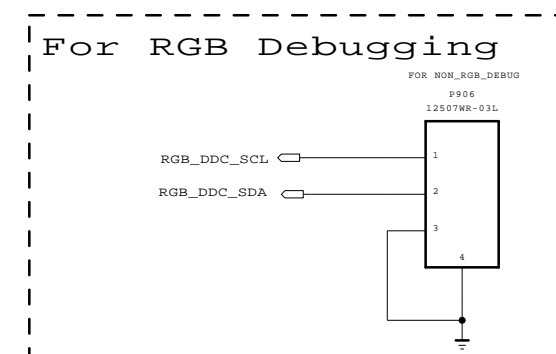 For RGB Debugging
FOR NON_RGB_DEBUG
P906
12507WR-03L
RGB_DDC_SCL
1
RGB_DDC_SDA
2
3
4